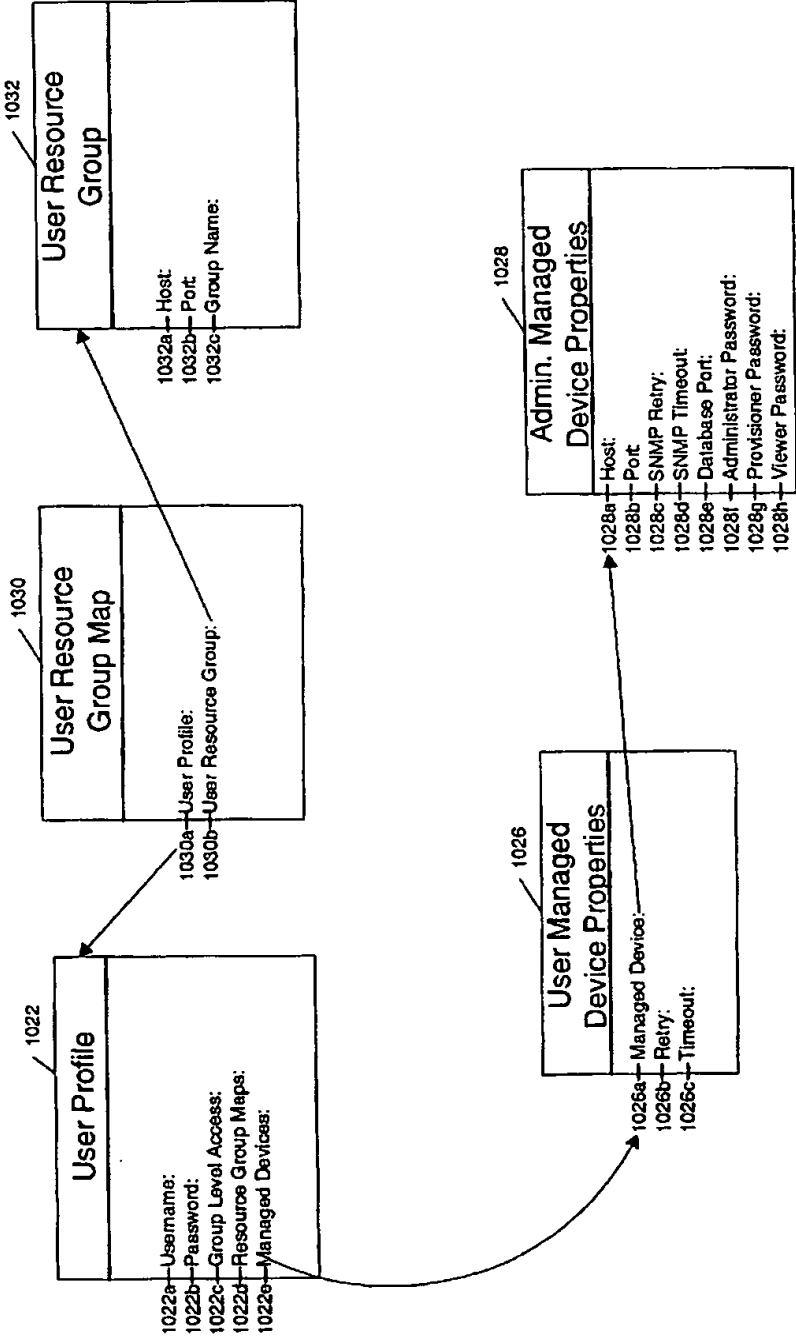 1022
User Profile
1022a Username:
1022b Password:
1022c Group Level Access:
1022d Resource Group Maps:
1022e Managed Devices:
1030
User Resource
Group Map
1030a User Profile:
1030b User Resource Group:
1032
User Resource
Group
1032a Host:
1032b Port:
1032c Group Name:
1026
User Managed
Device Properties
1026a Managed Device:
1026b Retry:
1026c Timeout:
1028
Admin. Managed
Device Properties
1028a Host:
1028b Port:
1028c SNMP Retry:
1028d SNMP Timeout:
1028e Database Port:
1028f Administrator Password:
1028g Provisioner Password:
1028h Viewer Password: